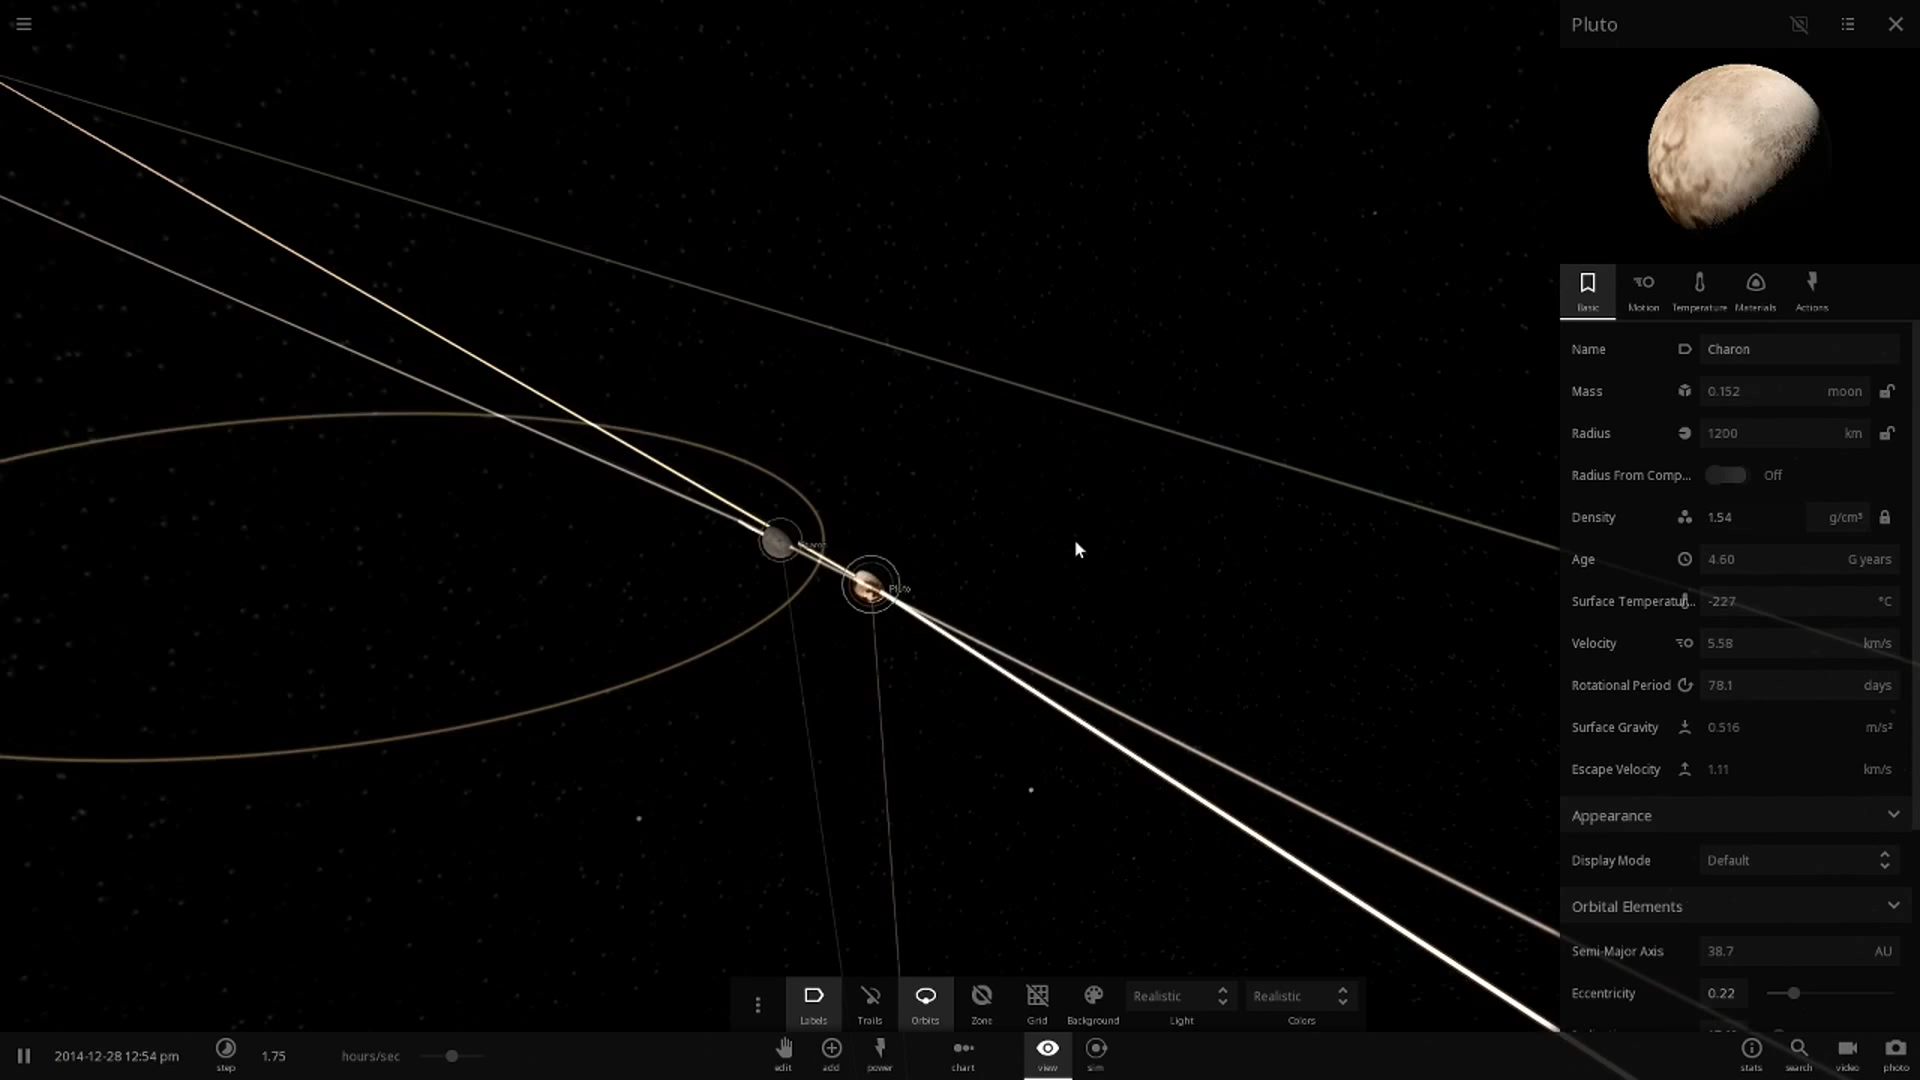 Pluto
Basic Motion Temperature Materials Actions
Name Charon
Mass 0.152 moon
Radius 1200 km
Radius From Comp... Off
Density 1.54 g/cm³
Age 4.60 G years
Surface Temperatur... -227 °C
Velocity 5.58 km/s
Rotational Period 78.1 days
Surface Gravity 0.516 m/s²
Escape Velocity 1.11 km/s
Appearance
Display Mode Default
Orbital Elements
Semi-Major Axis 38.7 AU
Eccentricity 0.22
Pluto
Realistic Realistic
Labels Trails Orbits Zone Grid Background Light Colors
2014-12-28 12:54 pm step 1.75 hours/sec
edit add power chart view sim
stats search video photo